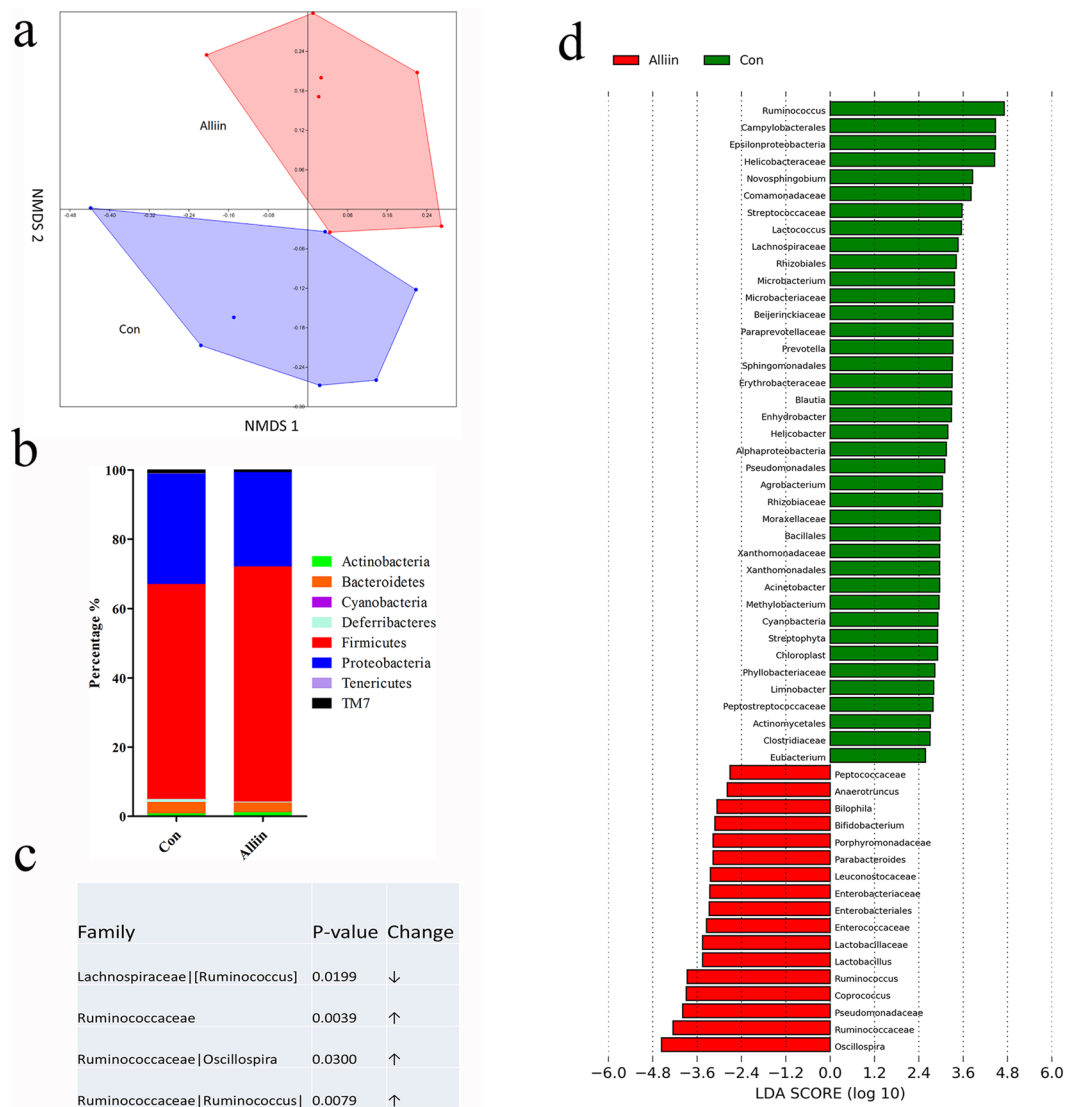 a
0.24
0.18
Alliin
0.12
0.06
-0.48
-0.40
-0.32
-0.24
-0.16
-0.08
0.08
0.16
0.24
-0.06
-0.12
Con
-0.18
-0.24
-0.30
NMDS 2
NMDS 1
b
100
80
60
40
20
0
Percentage %
Con
Alliin
Actinobacteria
Bacteroidetes
Cyanobacteria
Deferribacteres
Firmicutes
Proteobacteria
Tenericutes
TM7
c
Family P-value Change
Lachnospiraceae|[Ruminococcus] 0.0199 ↓
Ruminococcaceae 0.0039 ↑
Ruminococcaceae|Oscillospira 0.0300 ↑
Ruminococcaceae|Ruminococcus| 0.0079 ↑
d
Alliin Con
Ruminococcus
Campylobacterales
Epsilonproteobacteria
Helicobacteraceae
Novosphingobium
Comamonadaceae
Streptococcaceae
Lactococcus
Lachnospiraceae
Rhizobiales
Microbacterium
Microbacteriaceae
Beijerinckiaceae
Paraprevotellaceae
Prevotella
Sphingomonadales
Erythrobacteraceae
Blautia
Enhydrobacter
Helicobacter
Alphaproteobacteria
Pseudomonadales
Agrobacterium
Rhizobiaceae
Moraxellaceae
Bacillales
Xanthomonadaceae
Xanthomonadales
Acinetobacter
Methylobacterium
Cyanobacteria
Streptophyta
Chloroplast
Phyllobacteriaceae
Limnobacter
Peptostreptococcaceae
Actinomycetales
Clostridiaceae
Eubacterium
Peptococcaceae
Anaerotruncus
Bilophila
Bifidobacterium
Porphyromonadaceae
Parabacteroides
Leuconostocaceae
Enterobacteriaceae
Enterobacteriales
Enterococcaceae
Lactobacillaceae
Lactobacillus
Ruminococcus
Coprococcus
Pseudomonadaceae
Ruminococcaceae
Oscillospira
−6.0 −4.8 −3.6 −2.4 −1.2 0.0 1.2 2.4 3.6 4.8 6.0
LDA SCORE (log 10)